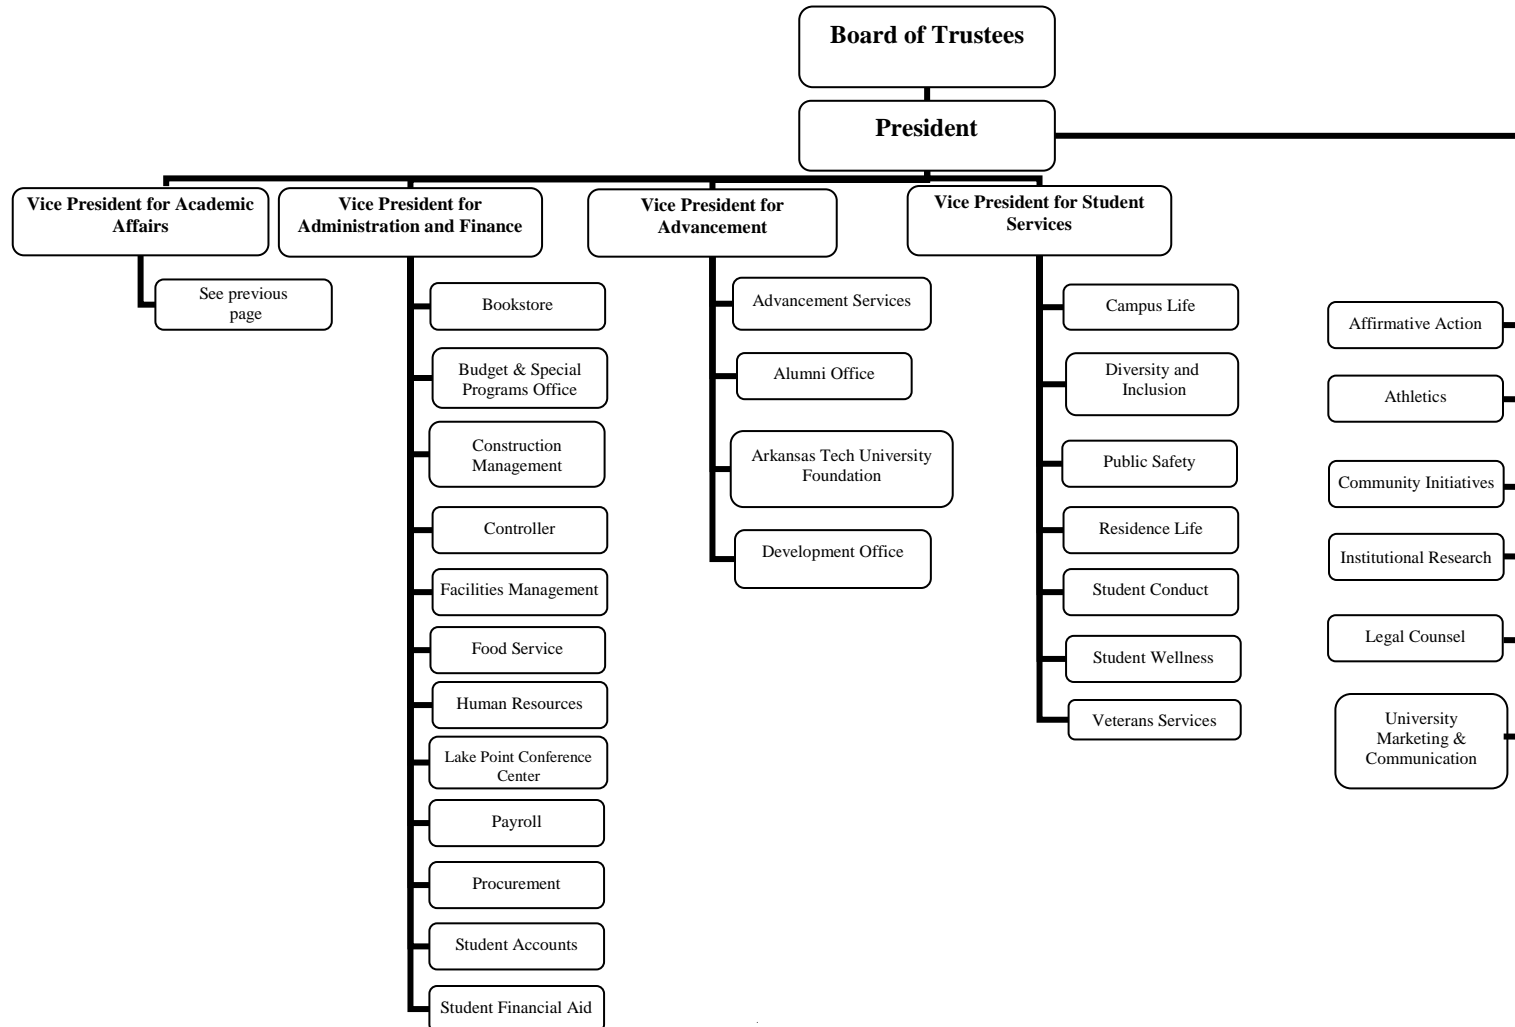 Board of Trustees
President
Vice President for Academic
Affairs
See previous
page
Vice President for
Administration and Finance
Bookstore
Budget & Special
Programs Office
Construction
Management
Controller
Facilities Management
Food Service
Human Resources
Lake Point Conference
Center
Payroll
Procurement
Student Accounts
Student Financial Aid
Vice President for
Advancement
Advancement Services
Alumni Office
Arkansas Tech University
Foundation
Development Office
Vice President for Student
Services
Campus Life
Diversity and
Inclusion
Public Safety
Residence Life
Student Conduct
Student Wellness
Veterans Services
Affirmative Action
Athletics
Community Initiatives
Institutional Research
Legal Counsel
University
Marketing &
Communication